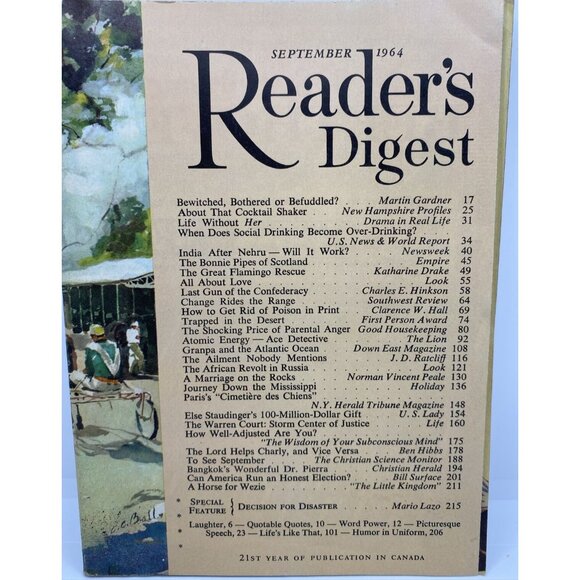 SEPTEMBER 1964
Reader's
Digest
Bewitched, Bothered or Befuddled? . . Martin Gardner 17
About That Cocktail Shaker . . New Hampshire Profiles 25
Life Without Her . . . . . Drama in Real Life 31
When Does Social Drinking Become Over-Drinking?
U.S. News & World Report 34
India After Nehru — Will It Work? . . . Newsweek 40
The Bonnie Pipes of Scotland . . . . Empire 45
The Great Flamingo Rescue . . . Katharine Drake 49
All About Love . . . . . . Look 55
Last Gun of the Confederacy . . Charles E. Hinkson 58
Change Rides the Range . . . Southwest Review 64
How to Get Rid of Poison in Print . Clarence W. Hall 69
Trapped in the Desert . . . First Person Award 74
The Shocking Price of Parental Anger Good Housekeeping 80
Atomic Energy — Ace Detective . . . The Lion 92
Granpa and the Atlantic Ocean . . Down East Magazine 108
The Ailment Nobody Mentions . . . J. D. Ratcliff 116
The African Revolt in Russia . . . . Look 121
A Marriage on the Rocks . . Norman Vincent Peale 130
Journey Down the Mississippi . . . . Holiday 136
Paris's "Cimetière des Chiens"
N.Y. Herald Tribune Magazine 148
Else Staudinger's 100-Million-Dollar Gift . . U. S. Lady 154
The Warren Court: Storm Center of Justice . . Life 160
How Well-Adjusted Are You? . .
"The Wisdom of Your Subconscious Mind" 175
The Lord Helps Charly, and Vice Versa . Ben Hibbs 178
To See September . . The Christian Science Monitor 188
Bangkok's Wonderful Dr. Pierra . . Christian Herald 194
Can America Run an Honest Election? . Bill Surface 201
A Horse for Wezie . . . "The Little Kingdom" 211
* SPECIAL
* FEATURE
DECISION FOR DISASTER . . . Mario Lazo 215
* Laughter, 6 — Quotable Quotes, 10 — Word Power, 12 — Picturesque
* Speech, 23 — Life's Like That, 101 — Humor in Uniform, 206
*
21ST YEAR OF PUBLICATION IN CANADA